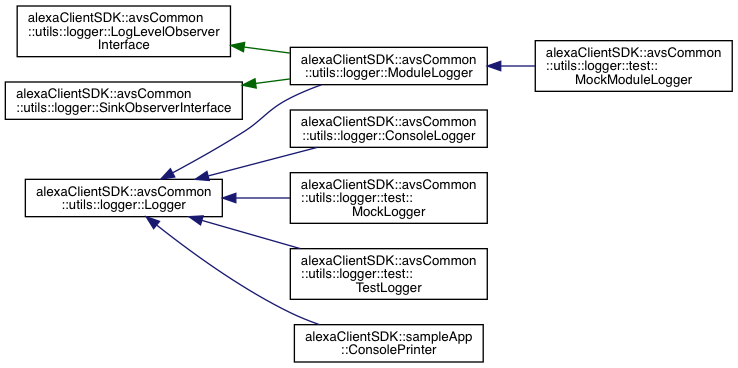 alexaClientSDK::avsCommon
::utils::logger::LogLevelObserver
Interface
alexaClientSDK::avsCommon
::utils::logger::SinkObserverInterface
alexaClientSDK::avsCommon
::utils::logger::Logger
alexaClientSDK::avsCommon
::utils::logger::ModuleLogger
alexaClientSDK::avsCommon
::utils::logger::ConsoleLogger
alexaClientSDK::avsCommon
::utils::logger::test::
MockLogger
alexaClientSDK::avsCommon
::utils::logger::test::
TestLogger
alexaClientSDK::sampleApp
::ConsolePrinter
alexaClientSDK::avsCommon
::utils::logger::test::
MockModuleLogger